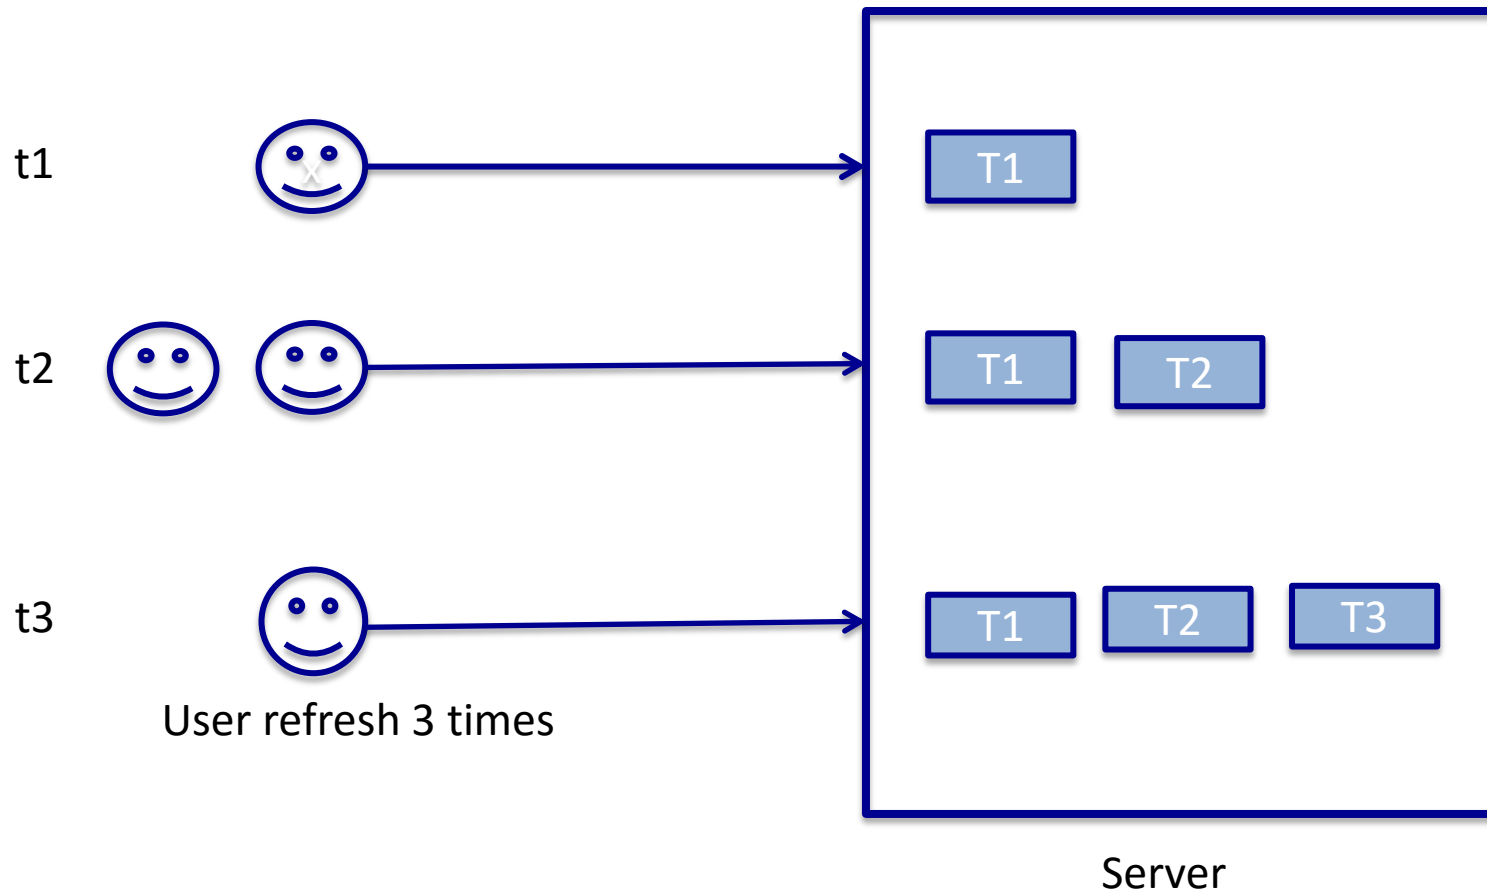 t1
x
T1
t2
T1 T2
t3
T1 T2 T3
User refresh 3 times
Server